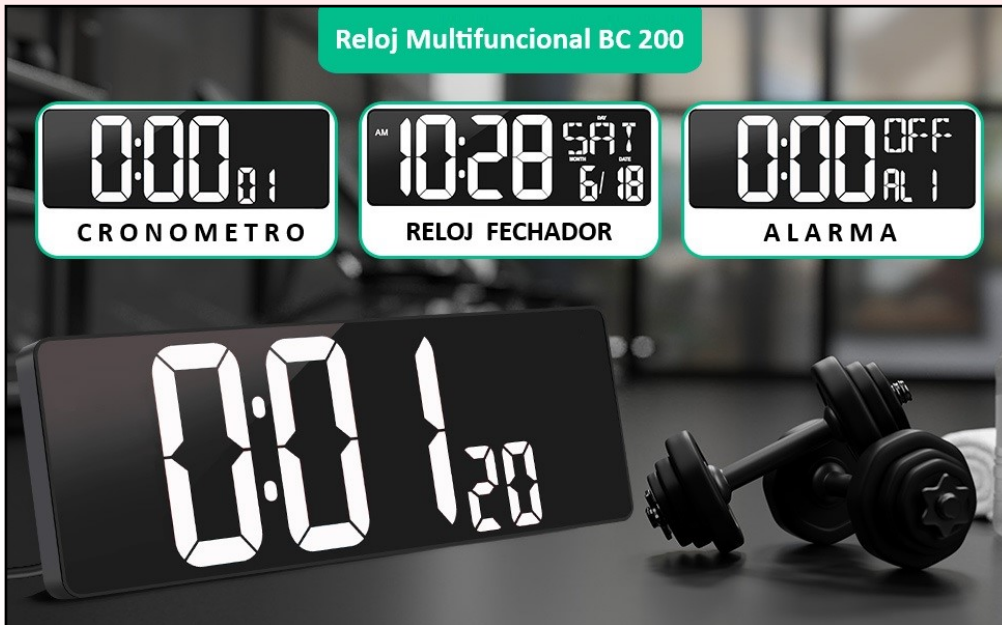 Reloj Multifuncional BC 200
0:00 01
CRONOMETRO
AM 10:28 DAY SAT
MONTH DATE
6/18
RELOJ FECHADOR
0:00 OFF
AL 1
ALARMA
0:01 20